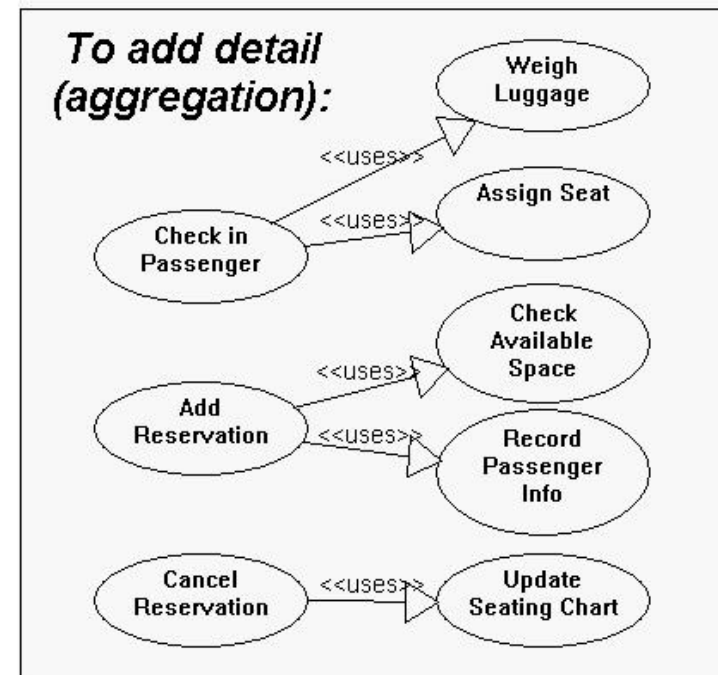 To add detail
(aggregation):
Weigh
Luggage
<<uses>>
Assign Seat
<<uses>>
Check in
Passenger
Check
Available
Space
<<uses>>
Add
Reservation
<<uses>>
Record
Passenger
Info
Cancel
Reservation
<<uses>>
Update
Seating Chart